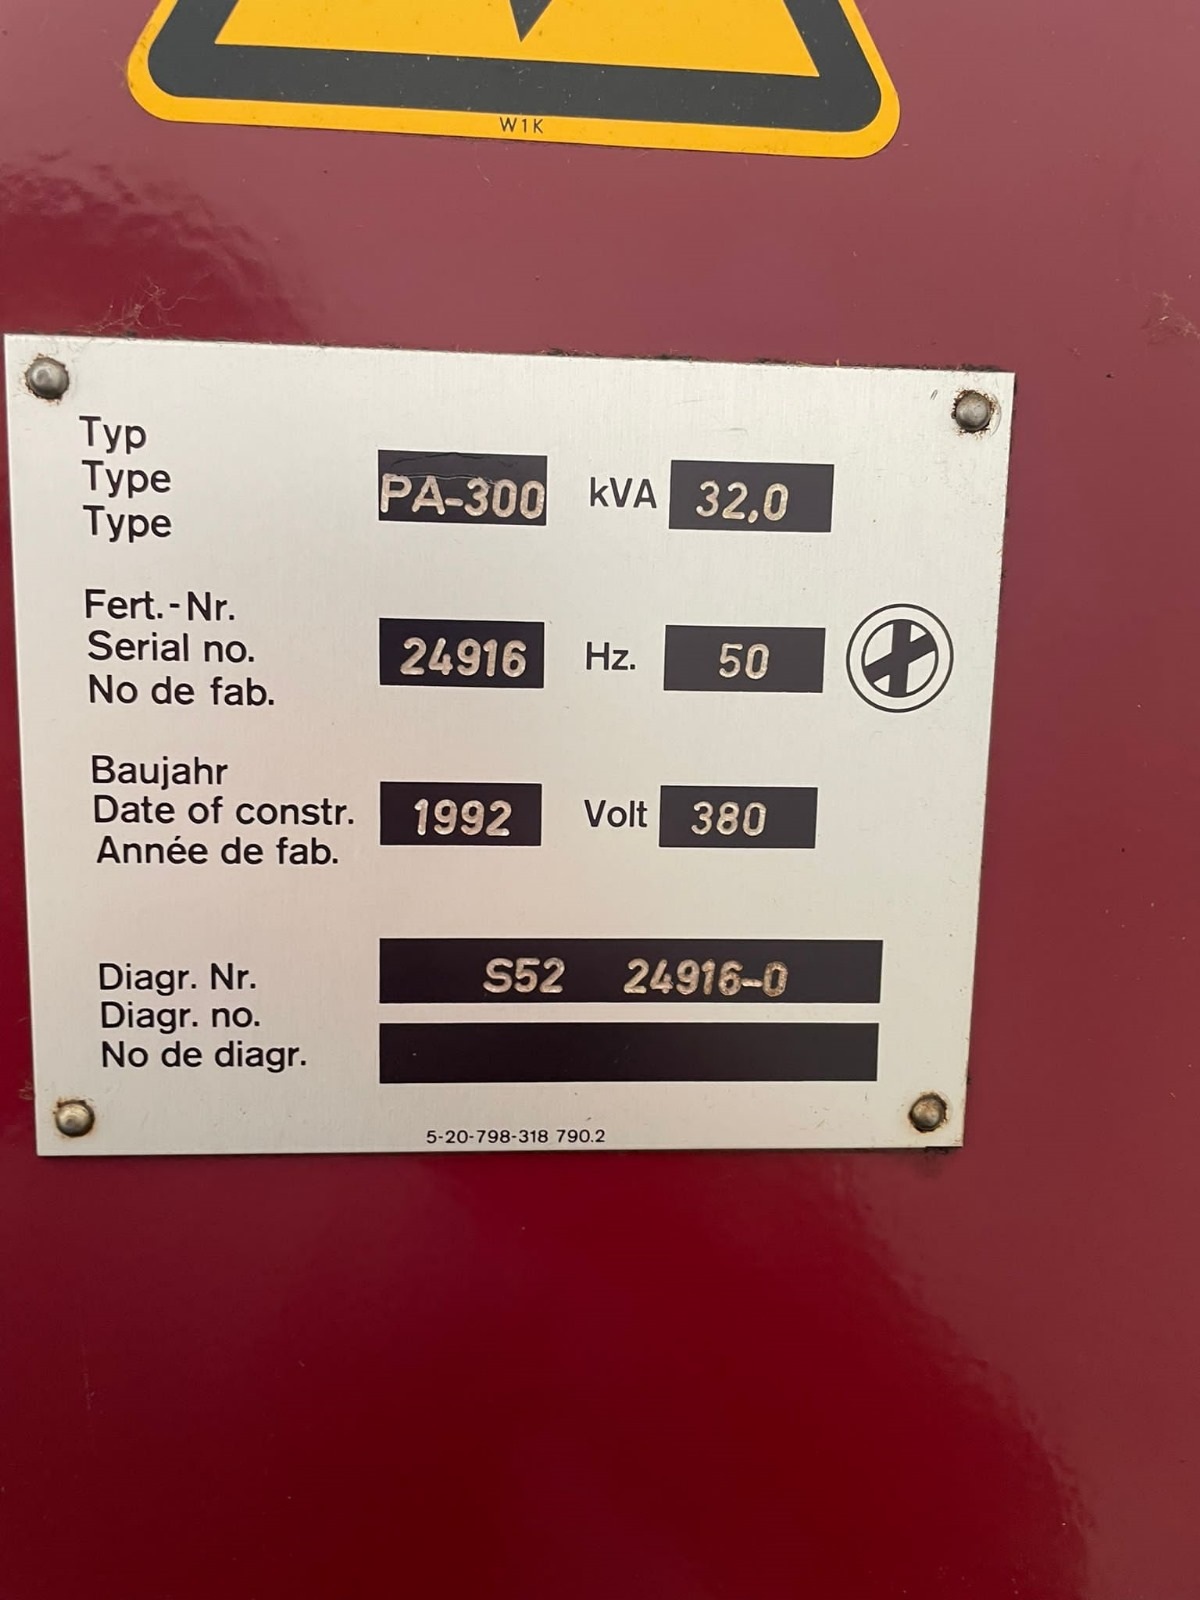 W1K
Typ
Type
Type
PA-300
kVA
32,0
Fert.-Nr.
Serial no.
No de fab.
24916
Hz.
50
Baujahr
Date of constr.
Année de fab.
1992
Volt
380
Diagr. Nr.
Diagr. no.
No de diagr.
S52 24916-0
5-20-798-318 790.2